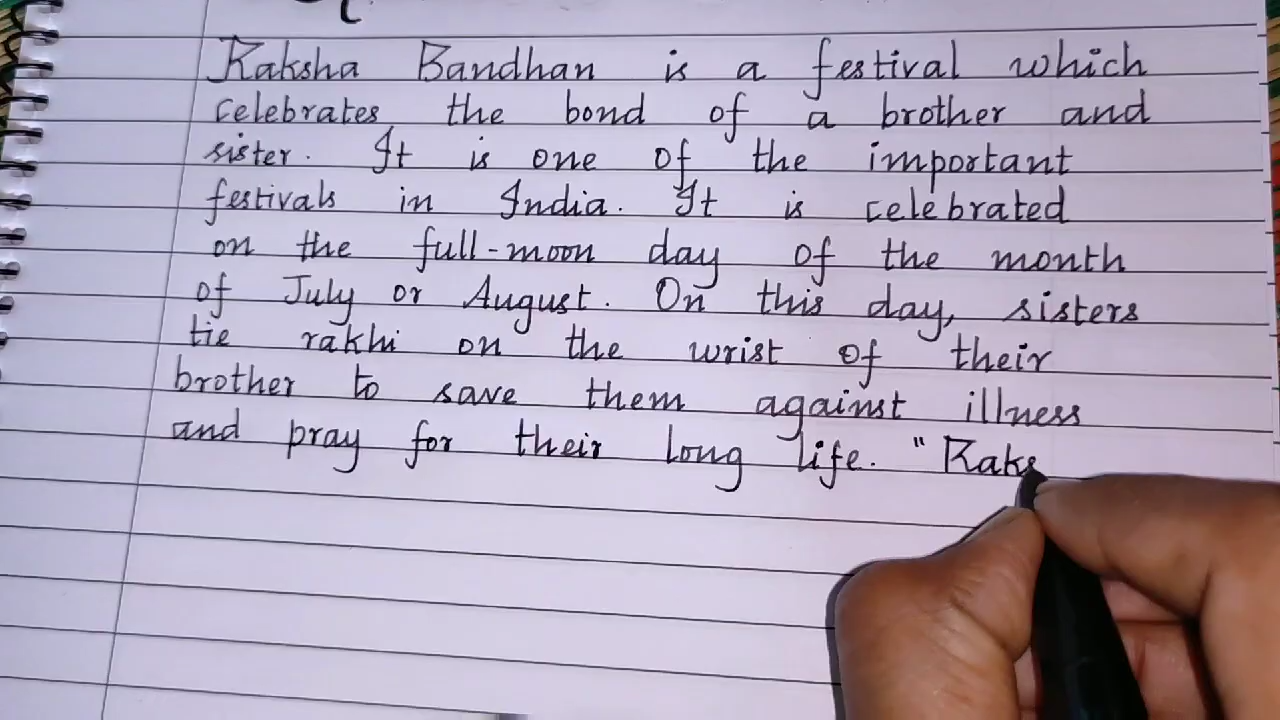 Raksha Bandhan is a festival which
celebrates the bond of a brother and
sister. It is one of the important
festivals in India. It is celebrated
on the full-moon day of the month
of July or August. On this day, sisters
tie rakhi on the wrist of their
brother to save them against illness
and pray for their long life. "Raks